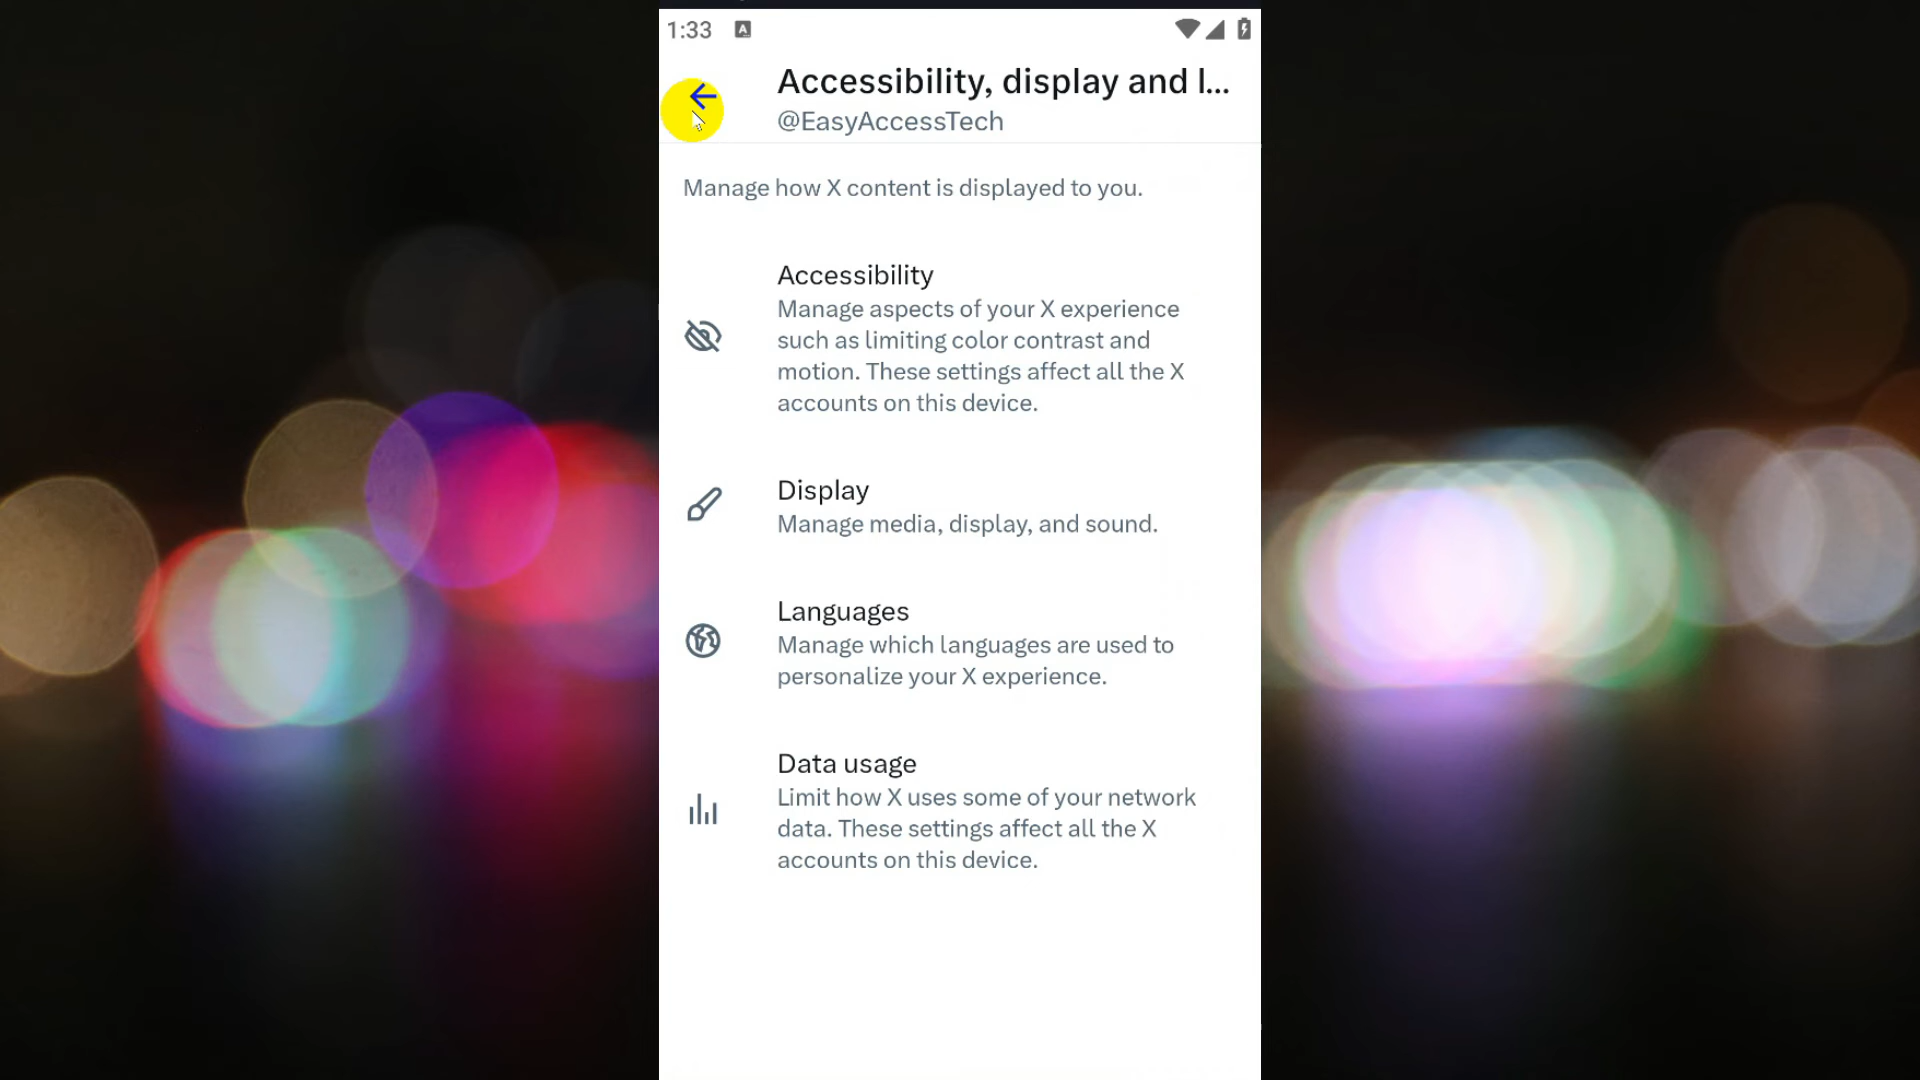 1:33
A
Accessibility, display and l...
@EasyAccessTech
Manage how X content is displayed to you.
Accessibility
Manage aspects of your X experience
such as limiting color contrast and
motion. These settings affect all the X
accounts on this device.
Display
Manage media, display, and sound.
Languages
Manage which languages are used to
personalize your X experience.
Data usage
Limit how X uses some of your network
data. These settings affect all the X
accounts on this device.